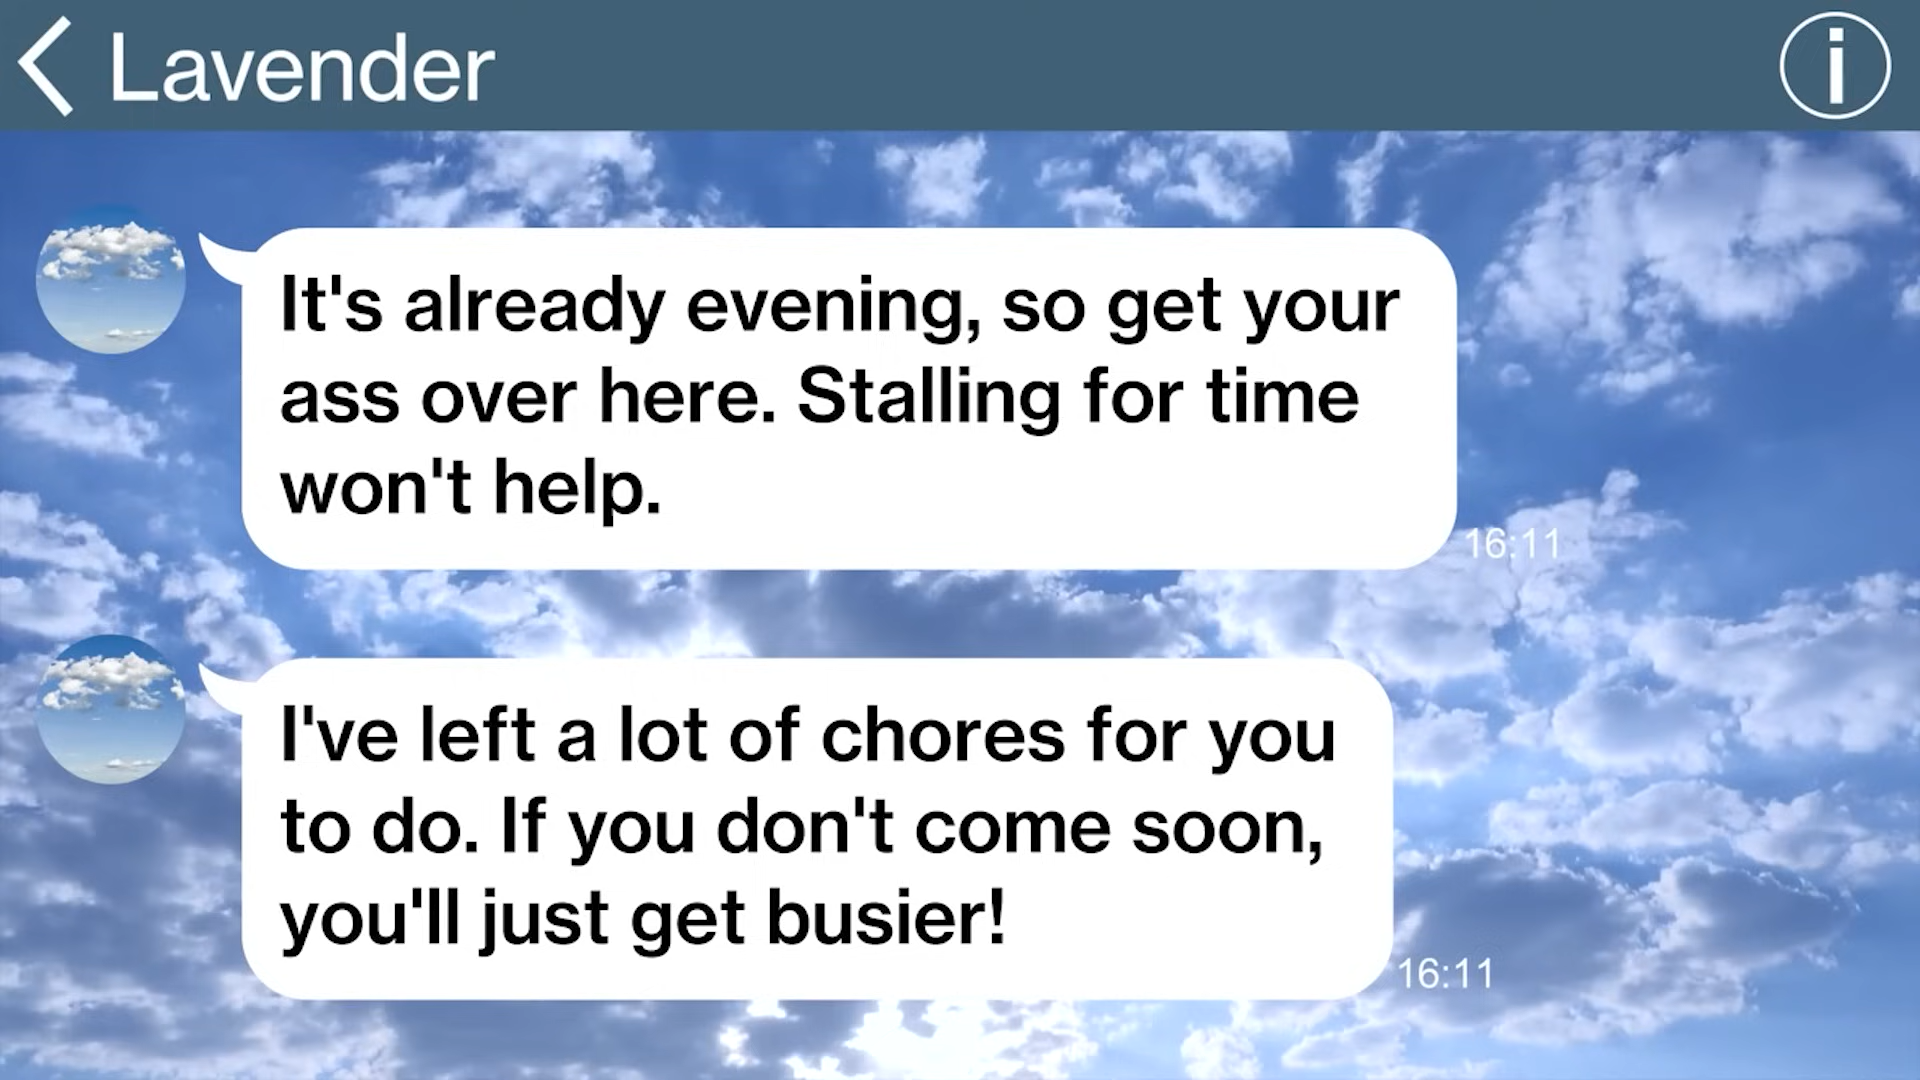 Lavender
It's already evening, so get your
ass over here. Stalling for time
won't help.
16:11
I've left a lot of chores for you
to do. If you don't come soon,
you'll just get busier!
16:11